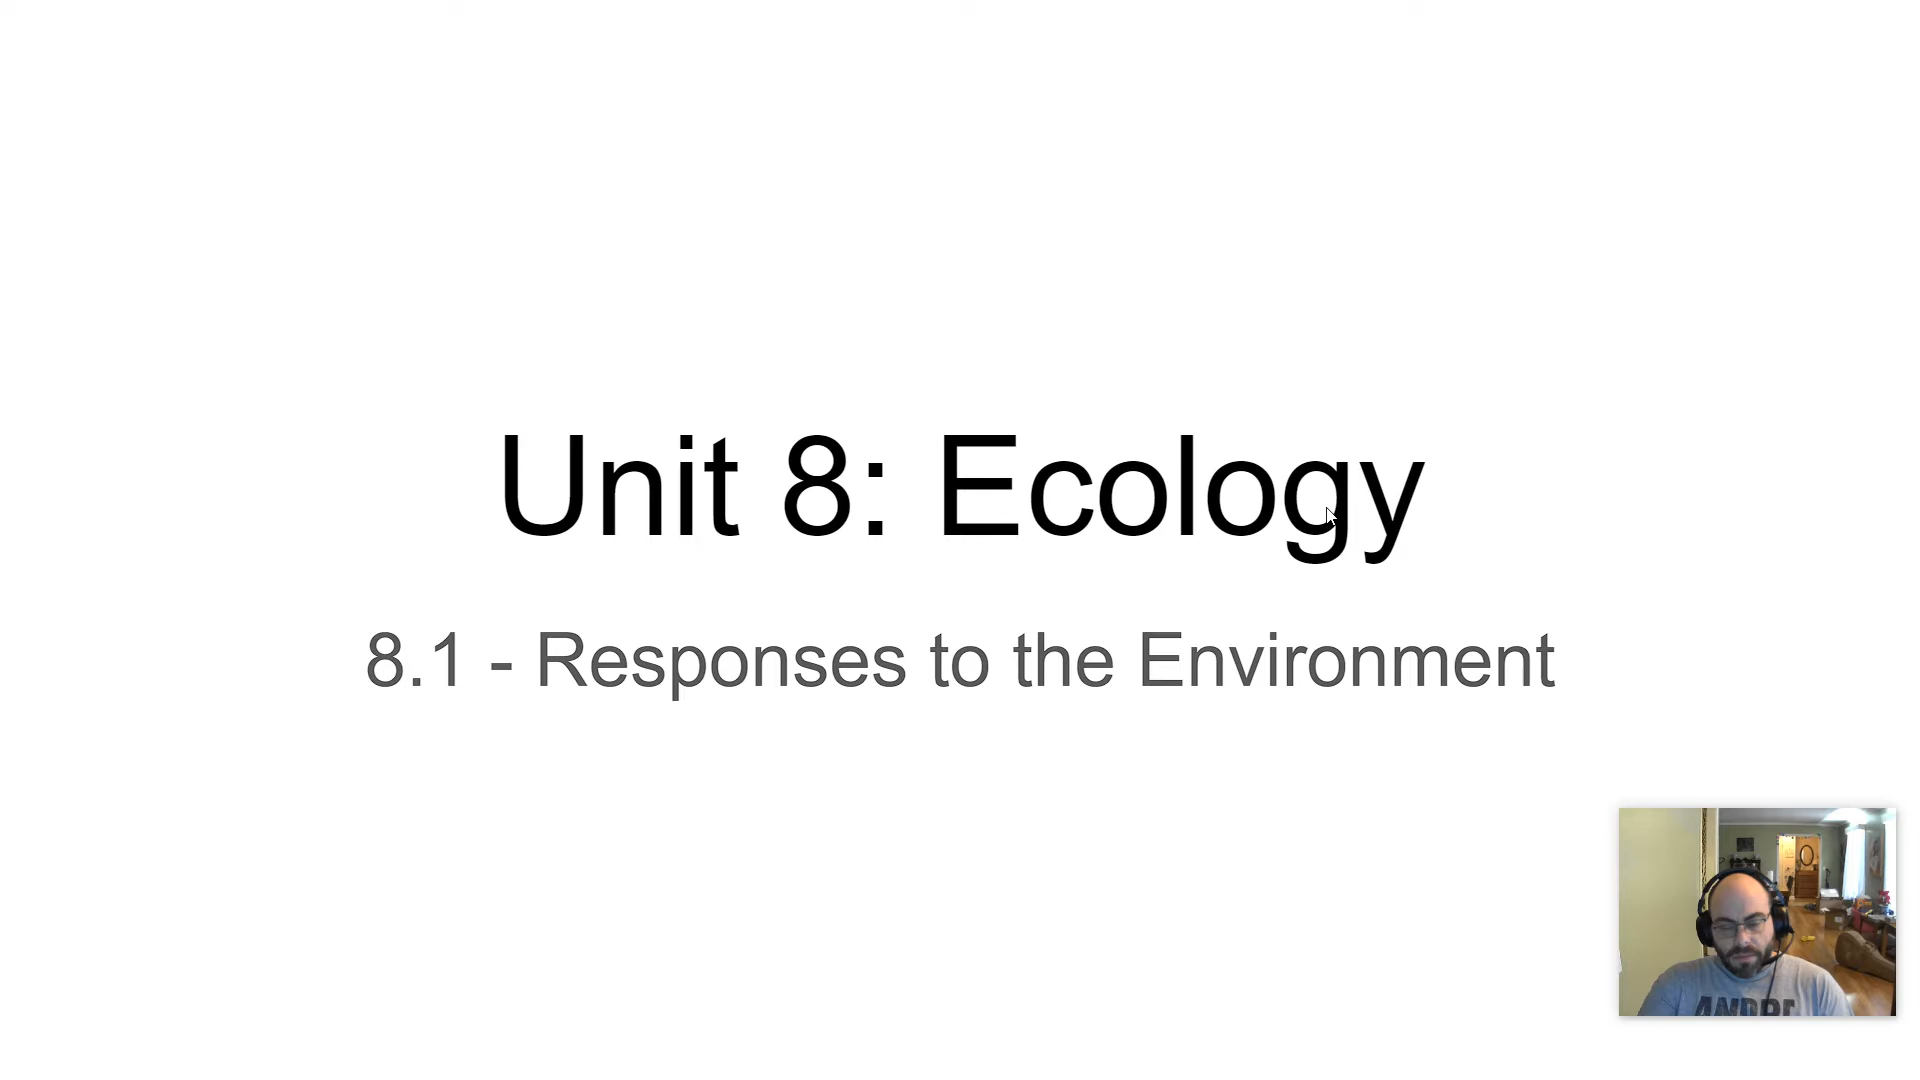 Unit 8: Ecology
8.1 - Responses to the Environment